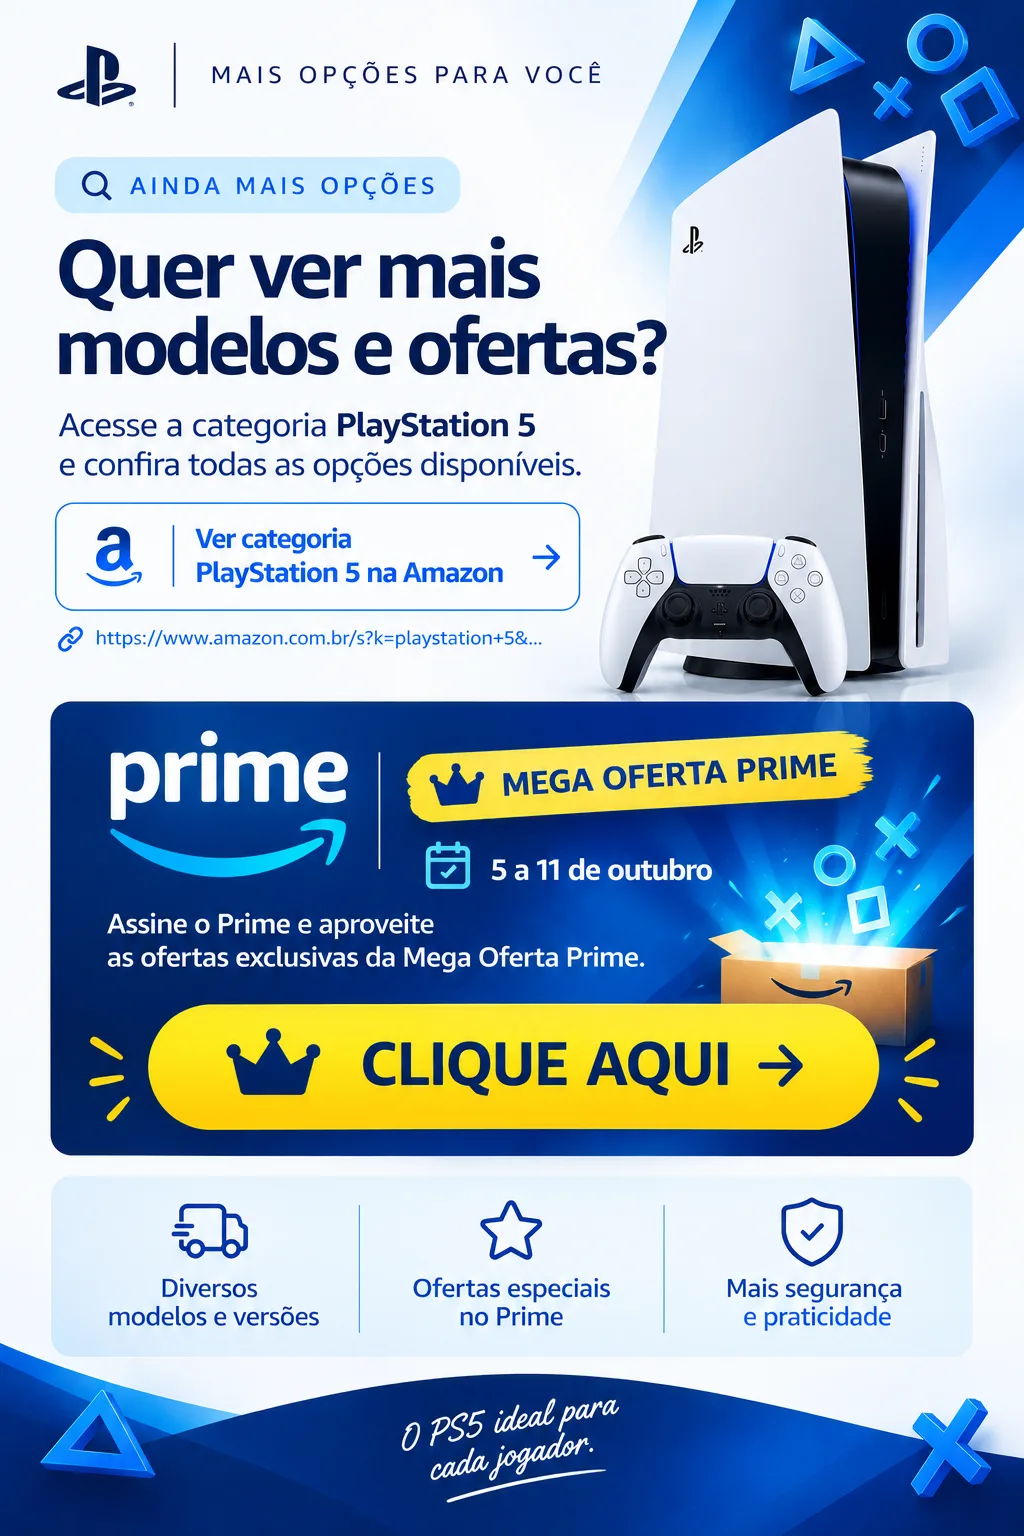 MAIS OPÇÕES PARA VOCÊ
AINDA MAIS OPÇÕES
Quer ver mais
modelos e ofertas?
Acesse a categoria PlayStation 5
e confira todas as opções disponíveis.
a
Ver categoria
PlayStation 5 na Amazon
https://www.amazon.com.br/s?k=playstation+5&...
prime
MEGA OFERTA PRIME
5 a 11 de outubro
Assine o Prime e aproveite
as ofertas exclusivas da Mega Oferta Prime.
CLIQUE AQUI
Diversos
modelos e versões
Ofertas especiais
no Prime
Mais segurança
e praticidade
O PS5 ideal para
cada jogador.